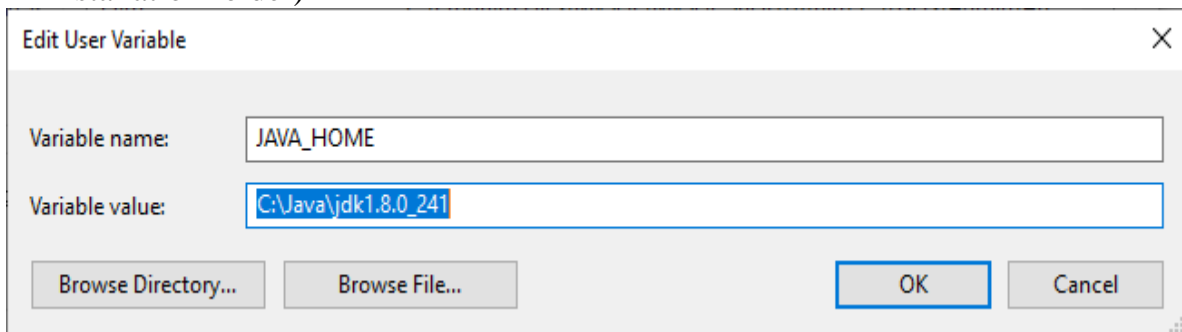 Edit User Variable
Variable name: JAVA_HOME
Variable value: C:\Java\jdk1.8.0_241
Browse Directory... Browse File... OK Cancel